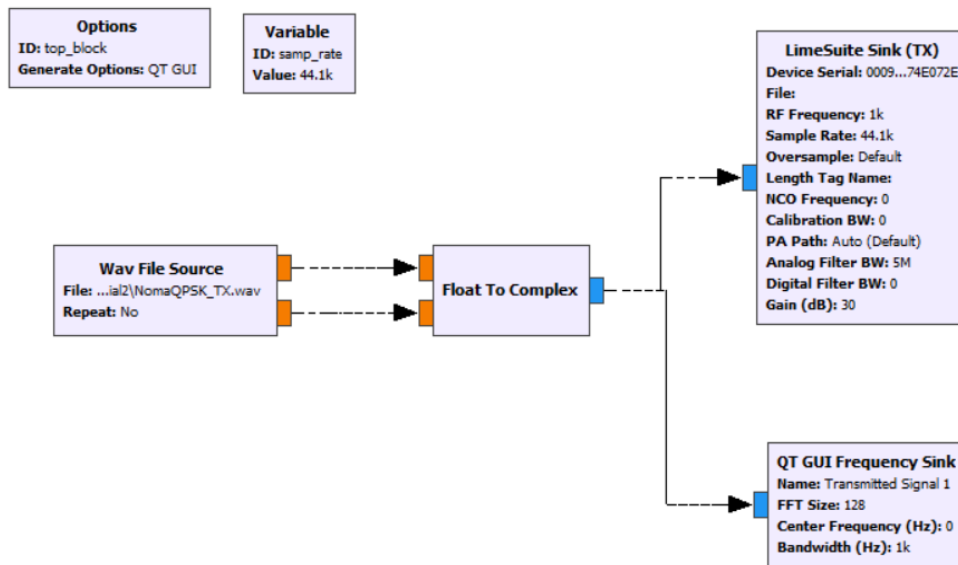 Options
ID: top_block
Generate Options: QT GUI
Variable
ID: samp_rate
Value: 44.1k
LimeSuite Sink (TX)
Device Serial: 0009...74E072E
File:
RF Frequency: 1k
Sample Rate: 44.1k
Oversample: Default
Length Tag Name:
NCO Frequency: 0
Calibration BW: 0
PA Path: Auto (Default)
Analog Filter BW: 5M
Digital Filter BW: 0
Gain (dB): 30
Wav File Source
File: ...ial2\NomaQPSK_TX.wav
Repeat: No
Float To Complex
QT GUI Frequency Sink
Name: Transmitted Signal 1
FFT Size: 128
Center Frequency (Hz): 0
Bandwidth (Hz): 1k